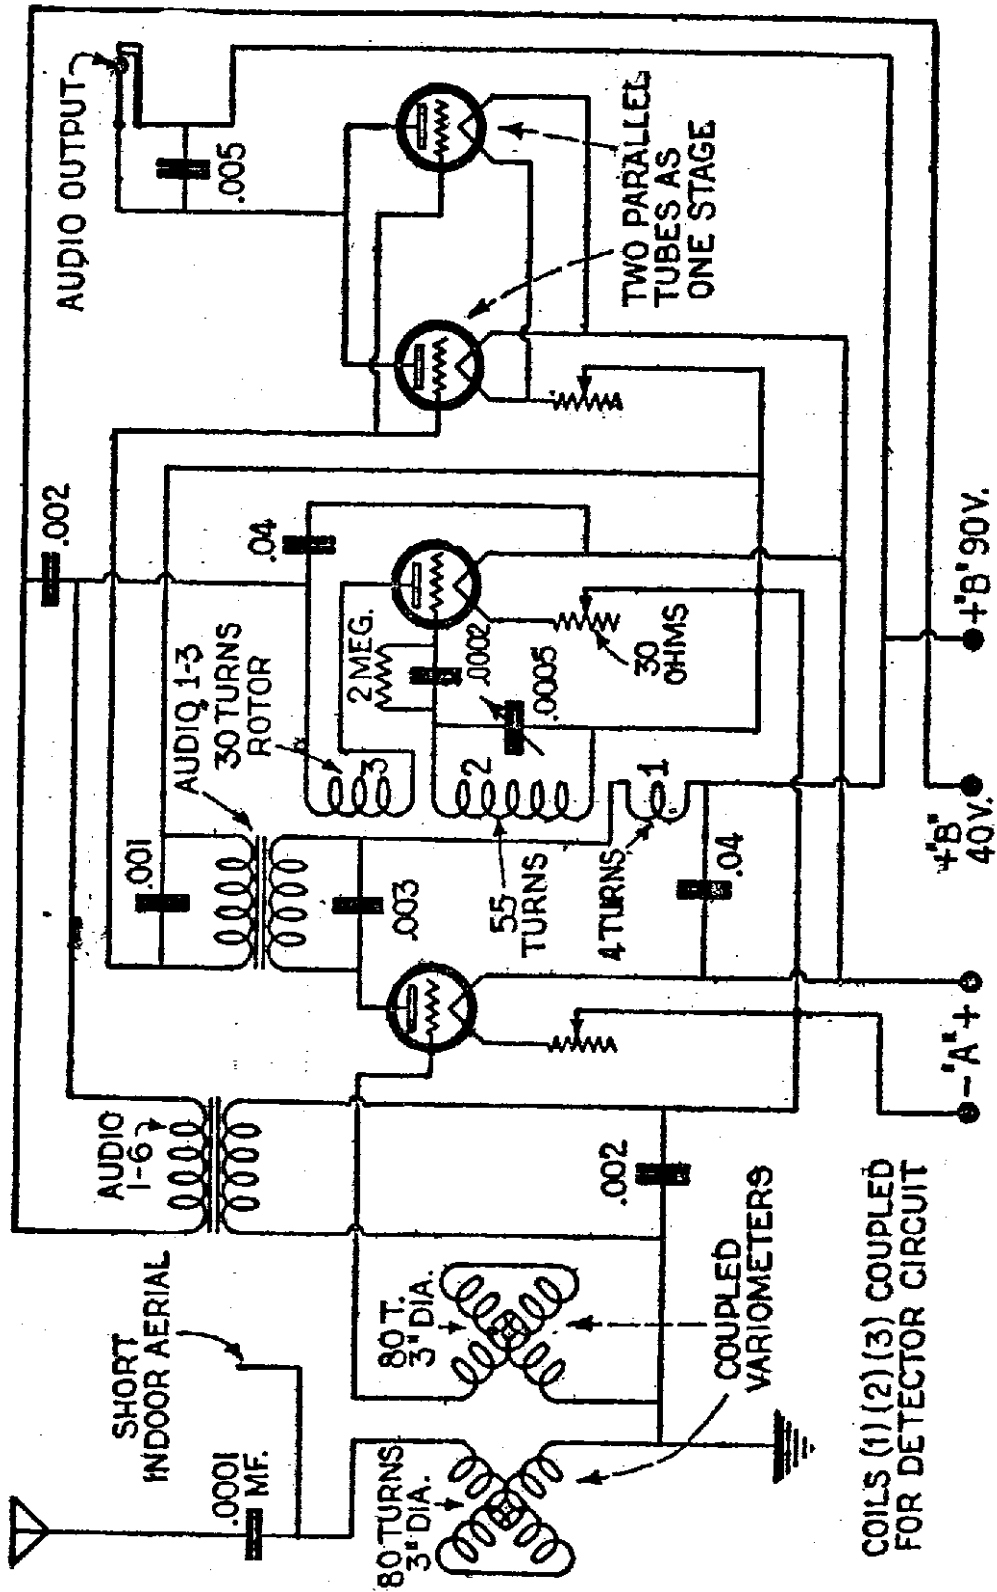 SHORT
INDOOR AERIAL
.0001
MF.
80 TURNS
3" DIA.
80 T.
3" DIA.
COUPLED
VARIOMETERS
COILS (1) (2) (3) COUPLED
FOR DETECTOR CIRCUIT
AUDIO
1-6
.002
.001
.003
AUDIO, 1-3
30 TURNS
ROTOR
3
2
1
55
TURNS
4 TURNS
.04
2 MEG.
.0002
.0005
30
OHMS
.04
.002
AUDIO OUTPUT
.005
TWO PARALLEL
TUBES AS
ONE STAGE
- "A" +
+"B"
40V.
+"B" 90V.